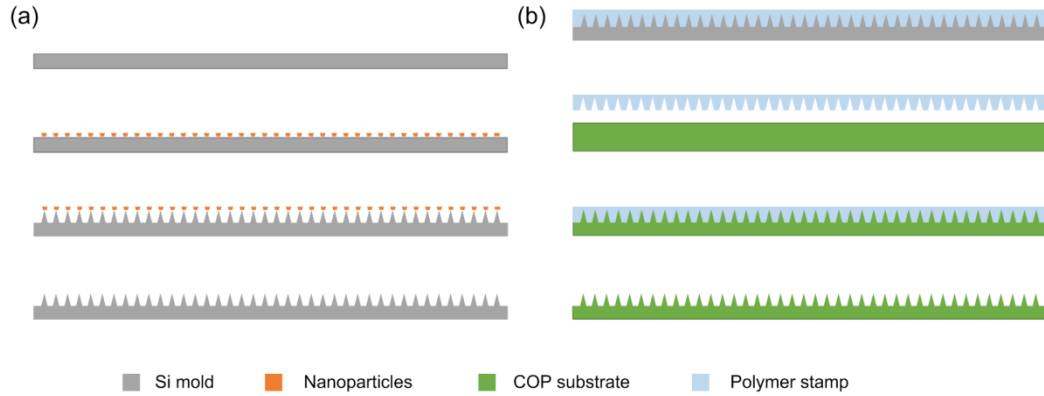 (a)
(b)
Si mold
Nanoparticles
COP substrate
Polymer stamp